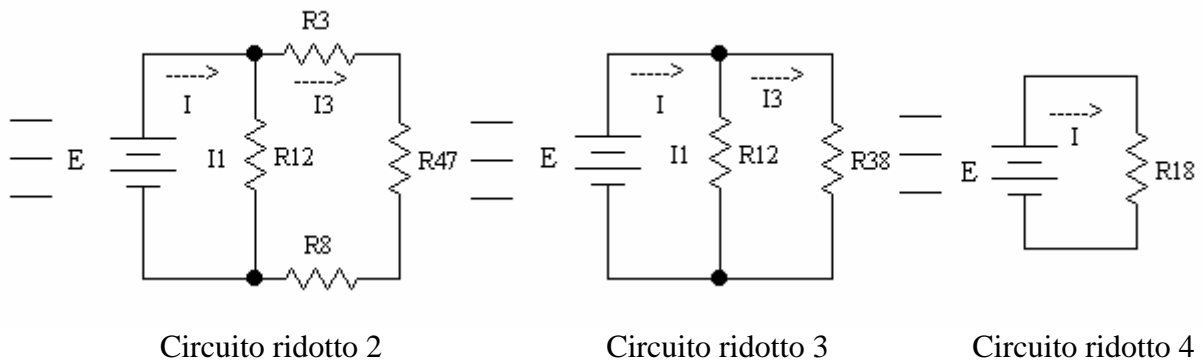 R3
I
I3
E
I1
R12
R47
R8
I
I3
E
I1
R12
R38
I
E
R18
Circuito ridotto 2
Circuito ridotto 3
Circuito ridotto 4